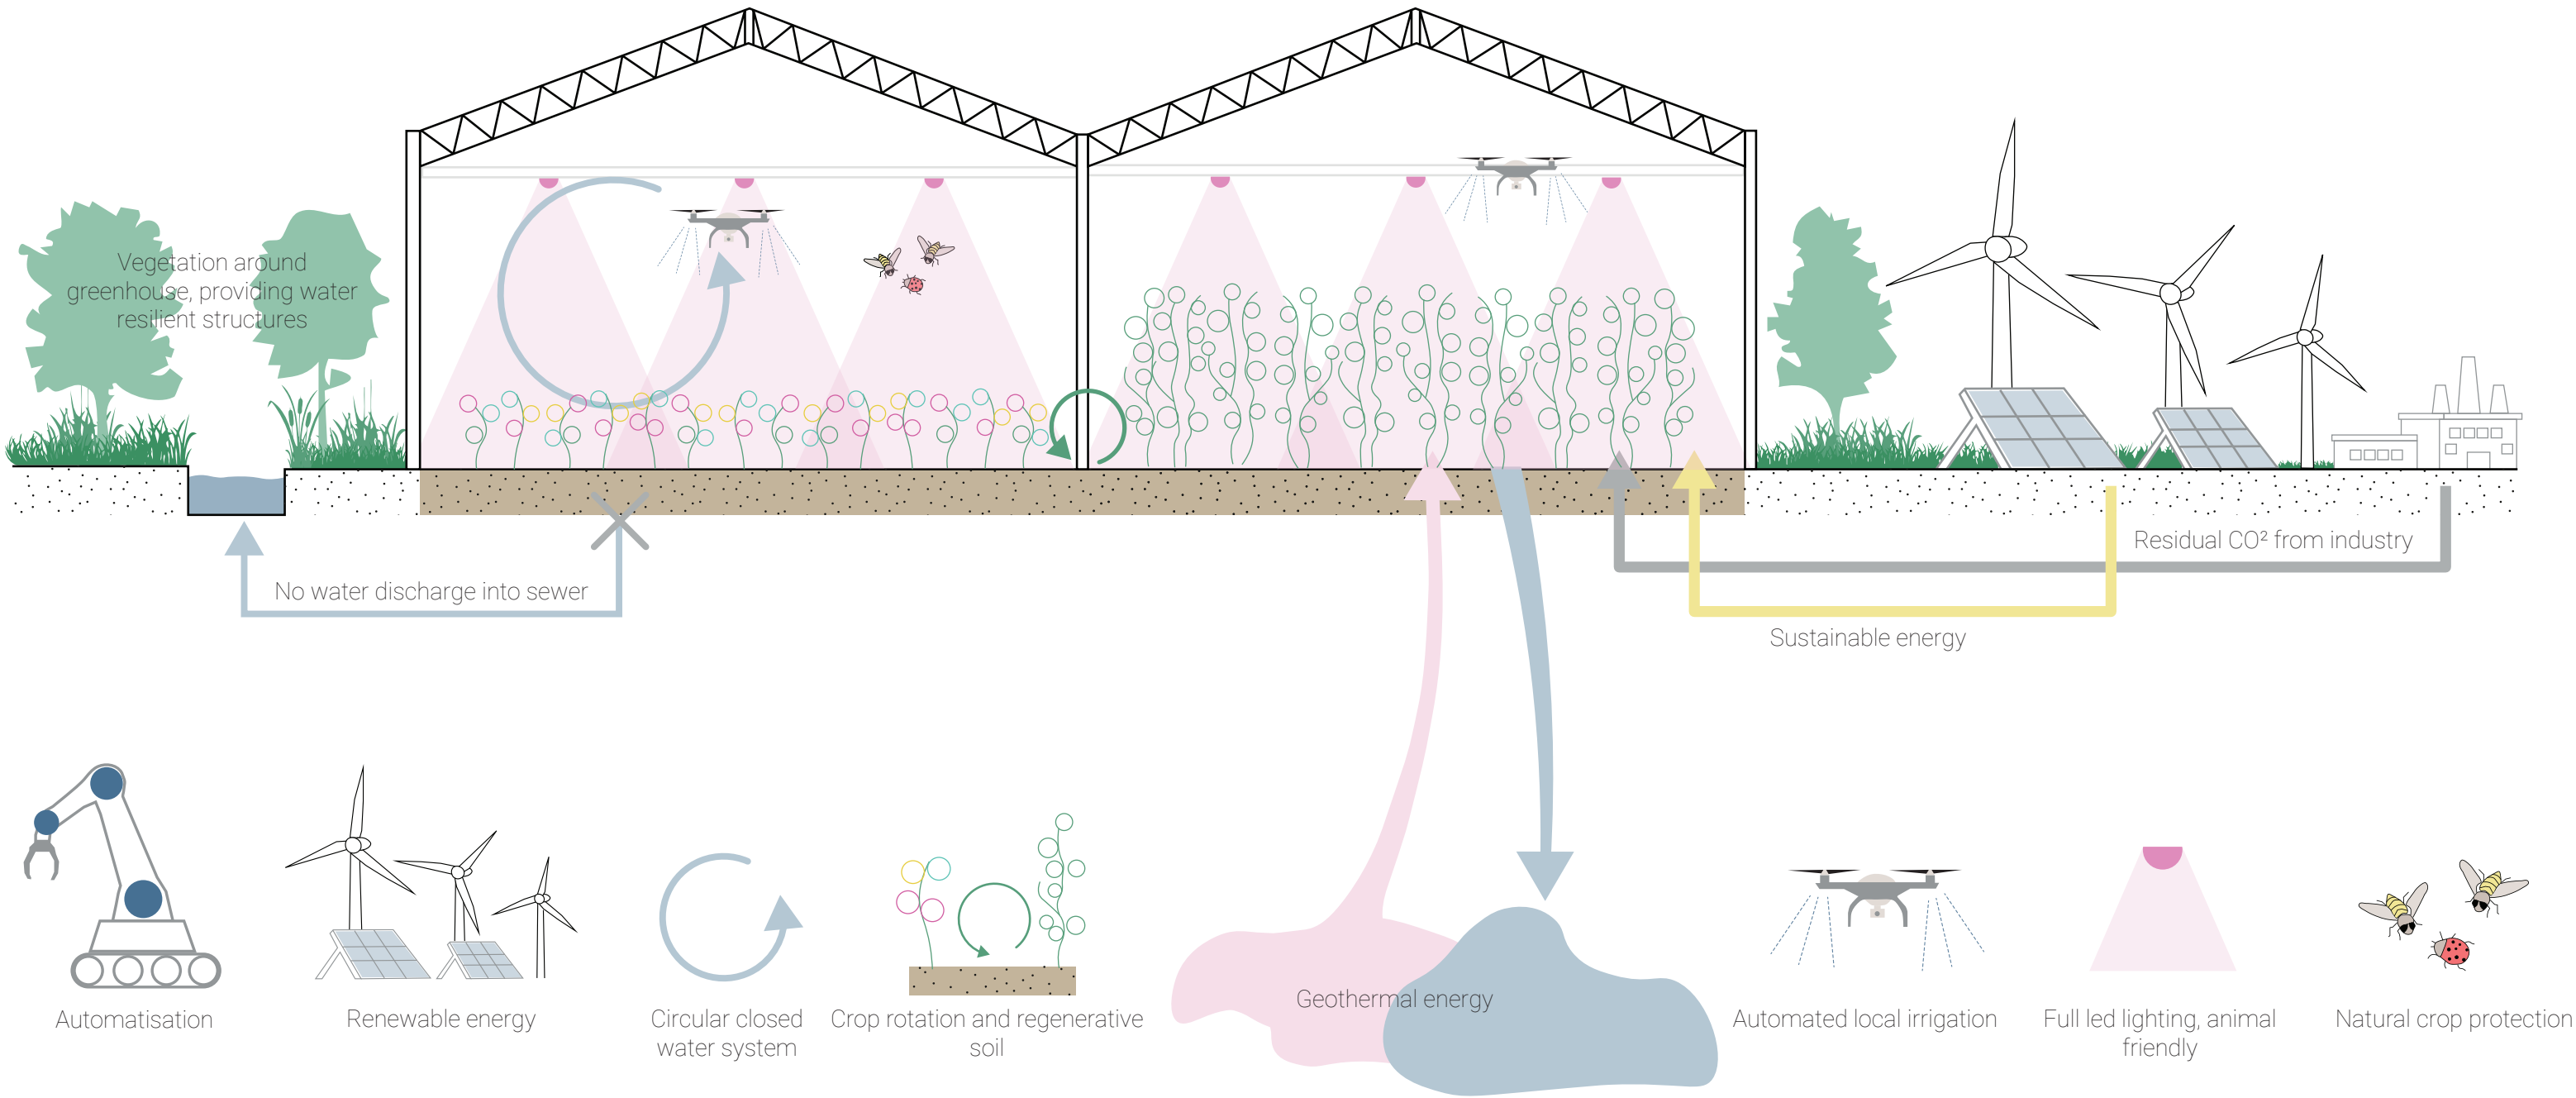 Vegetation around
greenhouse, providing water
resilient structures
No water discharge into sewer
Residual CO² from industry
Sustainable energy
Geothermal energy
Automatisation
Renewable energy
Circular closed
water system
Crop rotation and regenerative
soil
Automated local irrigation
Full led lighting, animal
friendly
Natural crop protection